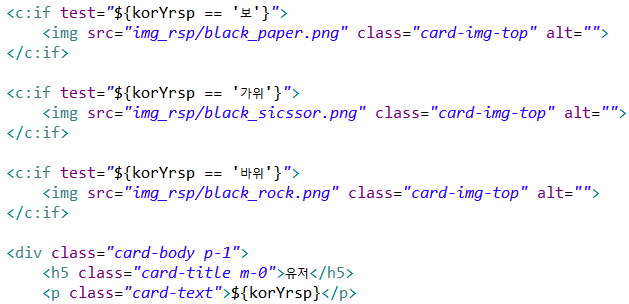 <c:if test="${korYrsp == '보'}">
    <img src="img_rsp/black_paper.png" class="card-img-top" alt="">
</c:if>

<c:if test="${korYrsp == '가위'}">
    <img src="img_rsp/black_sicssor.png" class="card-img-top" alt="">
</c:if>

<c:if test="${korYrsp == '바위'}">
    <img src="img_rsp/black_rock.png" class="card-img-top" alt="">
</c:if>

<div class="card-body p-1">
    <h5 class="card-title m-0">유저</h5>
    <p class="card-text">${korYrsp}</p>